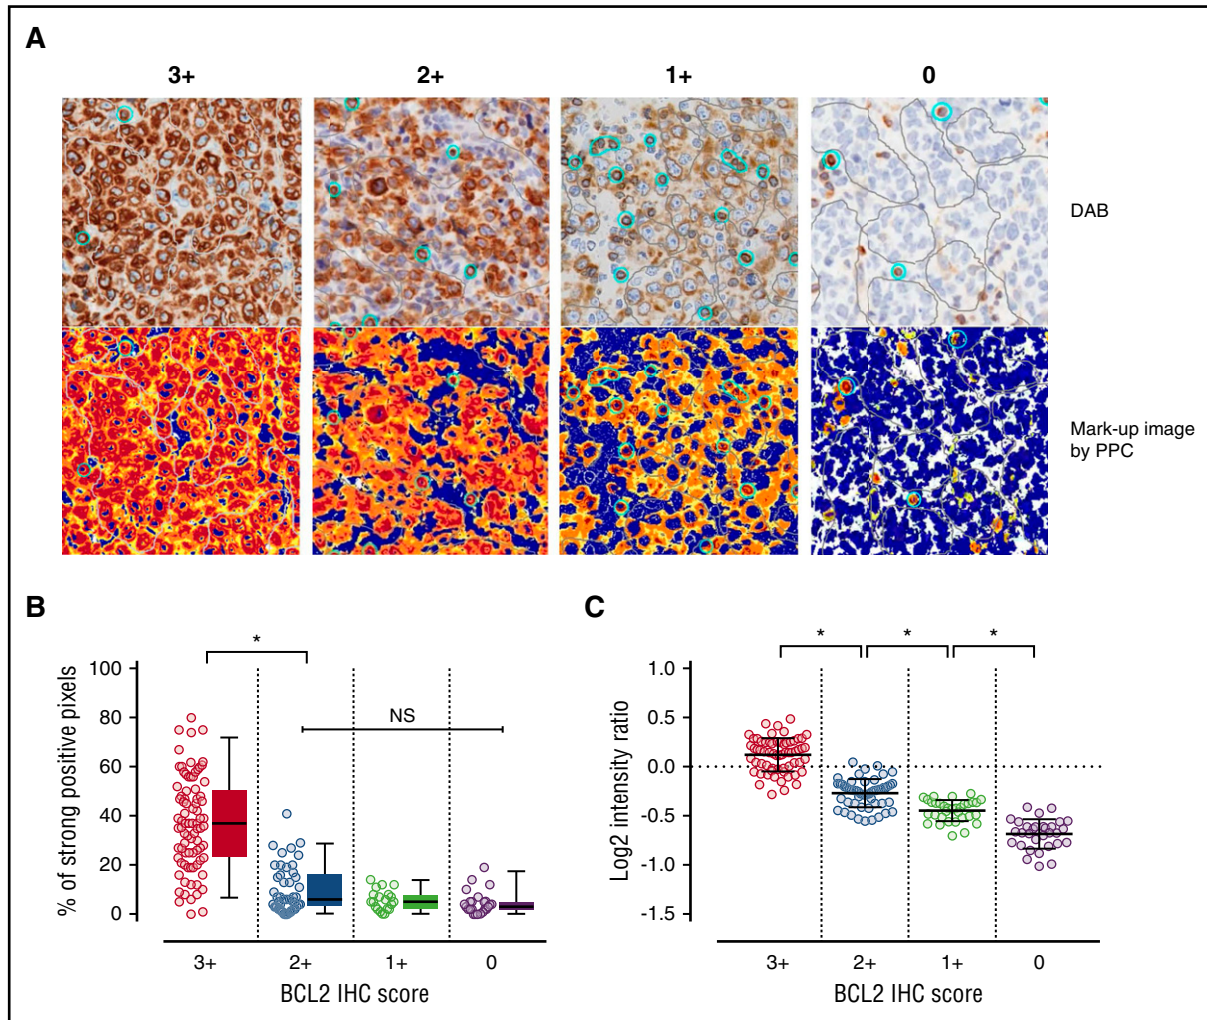 A
3+ 2+ 1+ 0
DAB
Mark-up image
by PPC
B
% of strong positive pixels
100
80
60
40
20
0
*
NS
3+ 2+ 1+ 0
BCL2 IHC score
C
Log2 intensity ratio
1.0
0.5
0.0
-0.5
-1.0
-1.5
* * *
3+ 2+ 1+ 0
BCL2 IHC score